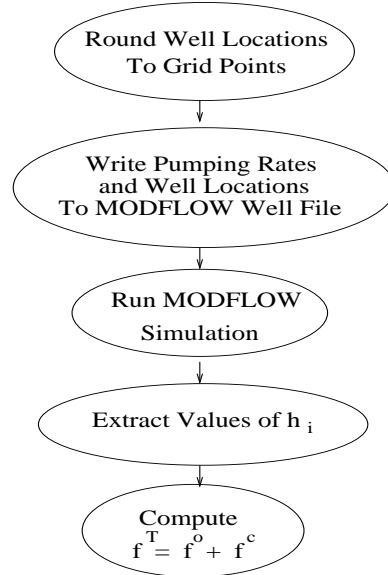 Round Well Locations
To Grid Points
Write Pumping Rates
and Well Locations
To MODFLOW Well File
Run MODFLOW
Simulation
Extract Values of h i
Compute
f T = f o + f c